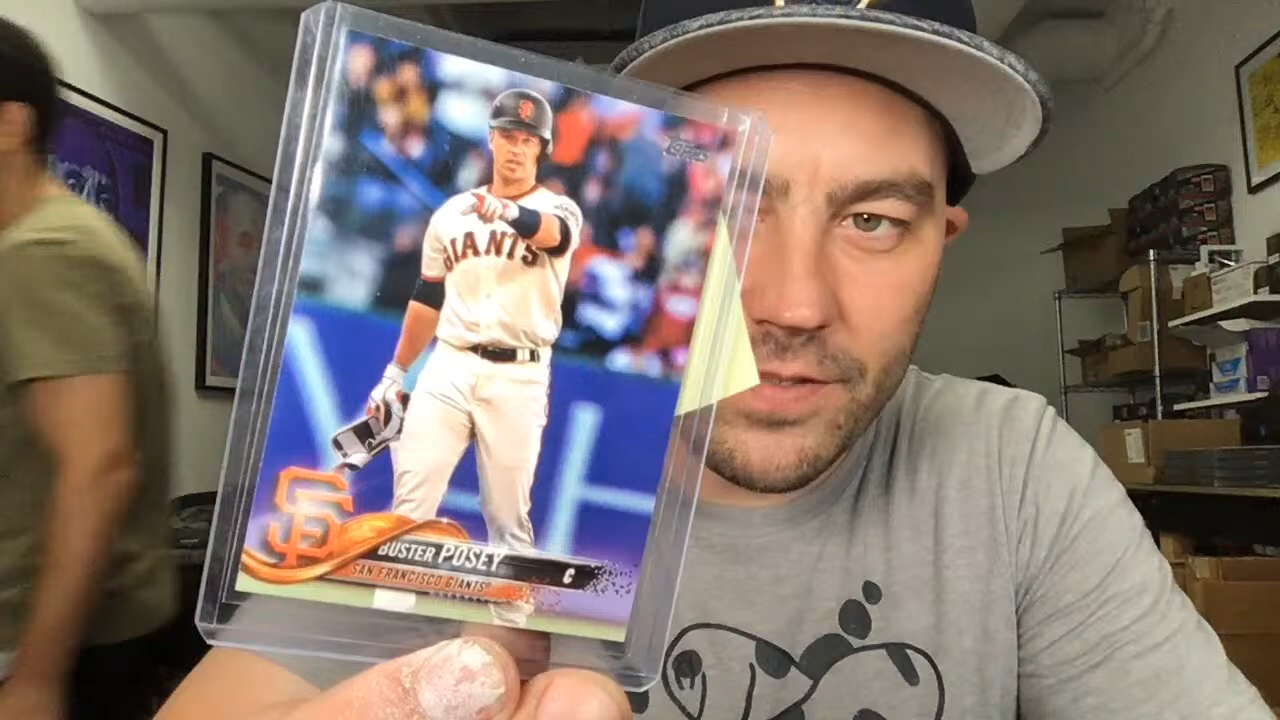 Topps
GIANTS
SF
BUSTER POSEY
C
SAN FRANCISCO GIANTS